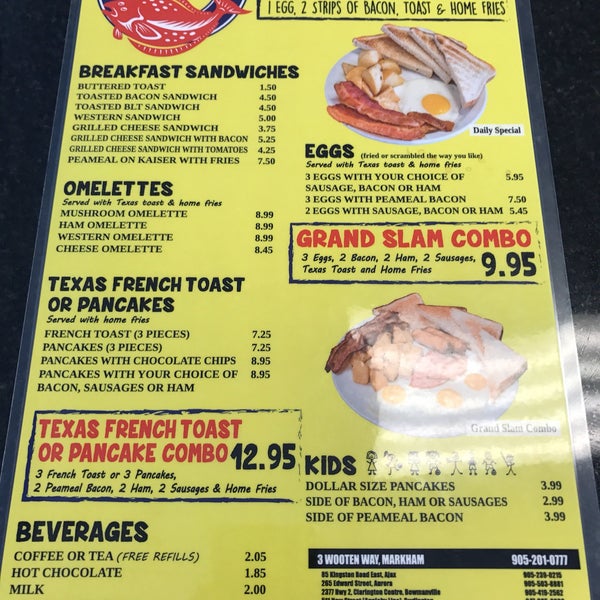 1 EGG, 2 STRIPS OF BACON, TOAST & HOME FRIES
BREAKFAST SANDWICHES
BUTTERED TOAST 1.50
TOASTED BACON SANDWICH 4.50
TOASTED BLT SANDWICH 4.50
WESTERN SANDWICH 5.00
GRILLED CHEESE SANDWICH 3.75
GRILLED CHEESE SANDWICH WITH BACON 5.25
GRILLED CHEESE SANDWICH WITH TOMATOES 4.25
PEAMEAL ON KAISER WITH FRIES 7.50
OMELETTES
Served with Texas toast & home fries
MUSHROOM OMELETTE 8.99
HAM OMELETTE 8.99
WESTERN OMELETTE 8.99
CHEESE OMELETTE 8.45
TEXAS FRENCH TOAST
OR PANCAKES
Served with home fries
FRENCH TOAST (3 PIECES) 7.25
PANCAKES (3 PIECES) 7.25
PANCAKES WITH CHOCOLATE CHIPS 8.95
PANCAKES WITH YOUR CHOICE OF 8.95
BACON, SAUSAGES OR HAM
TEXAS FRENCH TOAST
OR PANCAKE COMBO 12.95
3 French Toast or 3 Pancakes,
2 Peameal Bacon, 2 Ham, 2 Sausages & Home Fries
BEVERAGES
COFFEE OR TEA (FREE REFILLS) 2.05
HOT CHOCOLATE 1.85
MILK 2.00
Daily Special
EGGS (fried or scrambled the way you like)
Served with Texas toast & home fries
3 EGGS WITH YOUR CHOICE OF 5.95
SAUSAGE, BACON OR HAM
3 EGGS WITH PEAMEAL BACON 7.50
2 EGGS WITH SAUSAGE, BACON OR HAM 5.45
GRAND SLAM COMBO
3 Eggs, 2 Bacon, 2 Ham, 2 Sausages,
Texas Toast and Home Fries 9.95
Grand Slam Combo
KIDS
DOLLAR SIZE PANCAKES 3.99
SIDE OF BACON, HAM OR SAUSAGES 2.99
SIDE OF PEAMEAL BACON 3.99
3 WOOTEN WAY, MARKHAM 905-201-0777
85 Kingston Road East, Ajax 905-239-0215
265 Edward Street, Aurora 905-503-8881
2377 Hwy 2, Clarington Centre, Bowmanville 905-419-2562